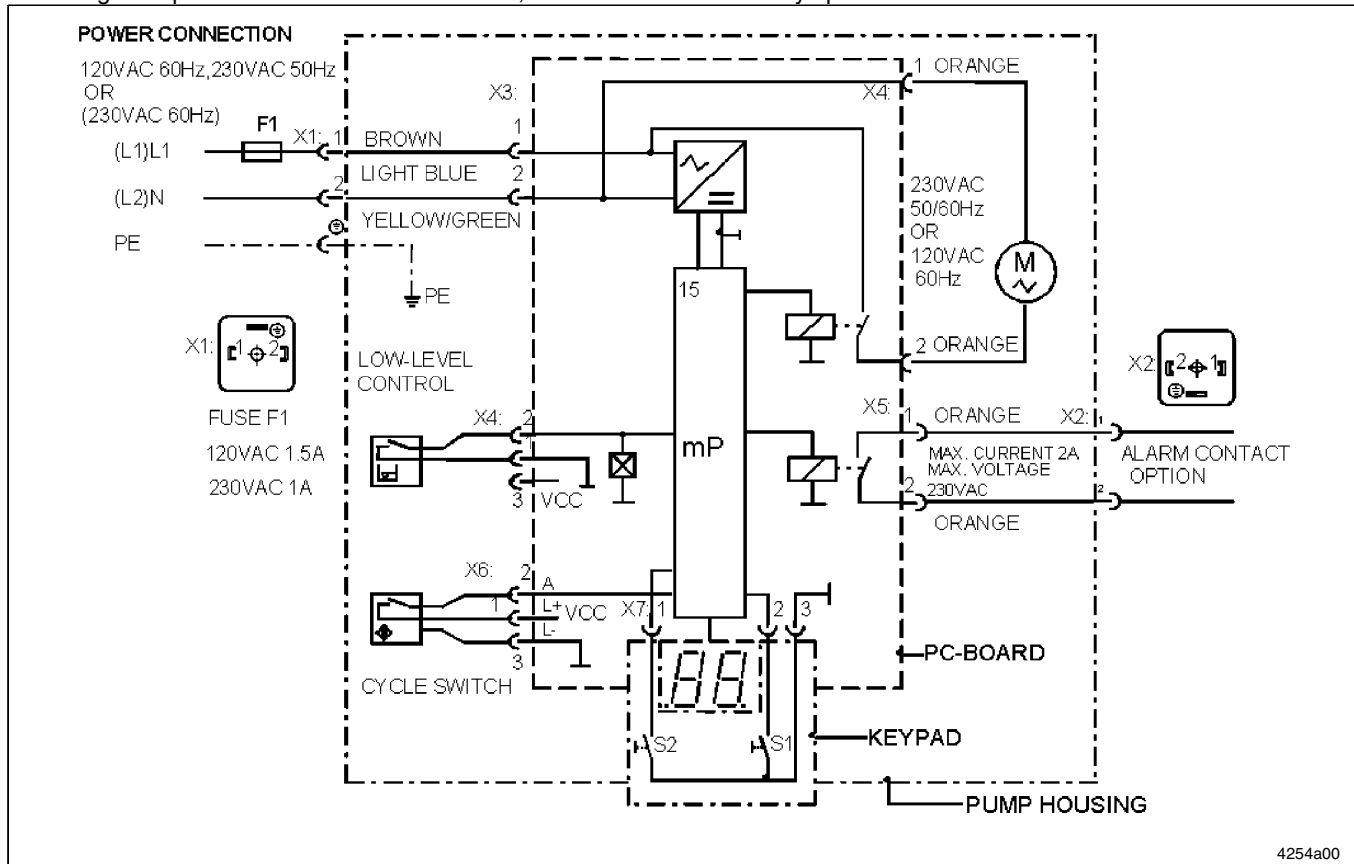 POWER CONNECTION
120VAC 60Hz,230VAC 50Hz
OR
(230VAC 60Hz)
F1
X1: 1
BROWN
X3:
1
(L1)L1
2
LIGHT BLUE
2
(L2)N
YELLOW/GREEN
PE
PE
X4:
1 ORANGE
230VAC
50/60Hz
OR
120VAC
60Hz
M
2 ORANGE
15
mP
X1:
1 2
FUSE F1
120VAC 1.5A
230VAC 1A
LOW-LEVEL
CONTROL
X4: 2
1
3 VCC
X5:
1 ORANGE
X2: 1
MAX. CURRENT 2A
MAX. VOLTAGE
2 230VAC
ORANGE
2
ALARM CONTACT
OPTION
X2:
2 1
X6: 2 A
1 L+ VCC
L-
3
CYCLE SWITCH
X7: 1
2 3
88
S2
S1
PC-BOARD
KEYPAD
PUMP HOUSING
4254a00